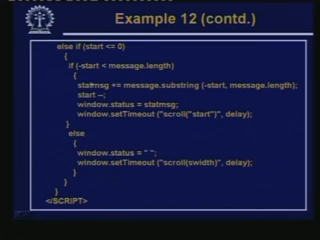 Example 12 (contd.)
else if (start <= 0)
{
if (-start < message.length)
{
statmsg += message.substring (-start, message.length);
start --;
window.status = statmsg;
window.setTimeout ("scroll("start")", delay);
}
else
{
window.status = " ";
window.setTimeout ("scroll(swidth)", delay);
}
}
}
</SCRIPT>